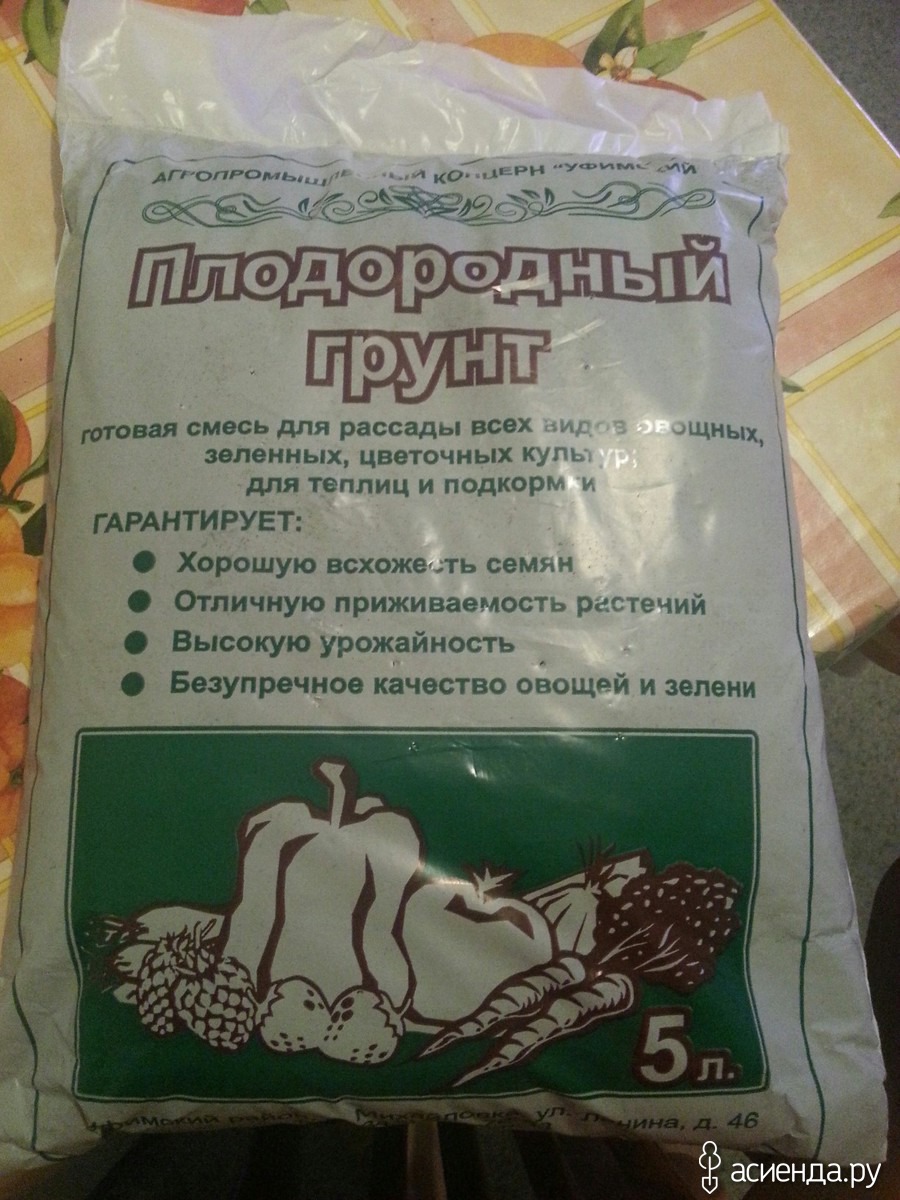 АГРОПРОМЫШЛЕННЫЙ КОНЦЕРН "УФИМСКИЙ
Плодородный
грунт
готовая смесь для рассады всех видов овощных,
зеленных, цветочных культур;
для теплиц и подкормки
ГАРАНТИРУЕТ:
Хорошую всхожесть семян
Отличную приживаемость растений
Высокую урожайность
Безупречное качество овощей и зелени
5 л.
Уфимский район Михайловка, ул. Ленина, д. 46
асиенда.ру